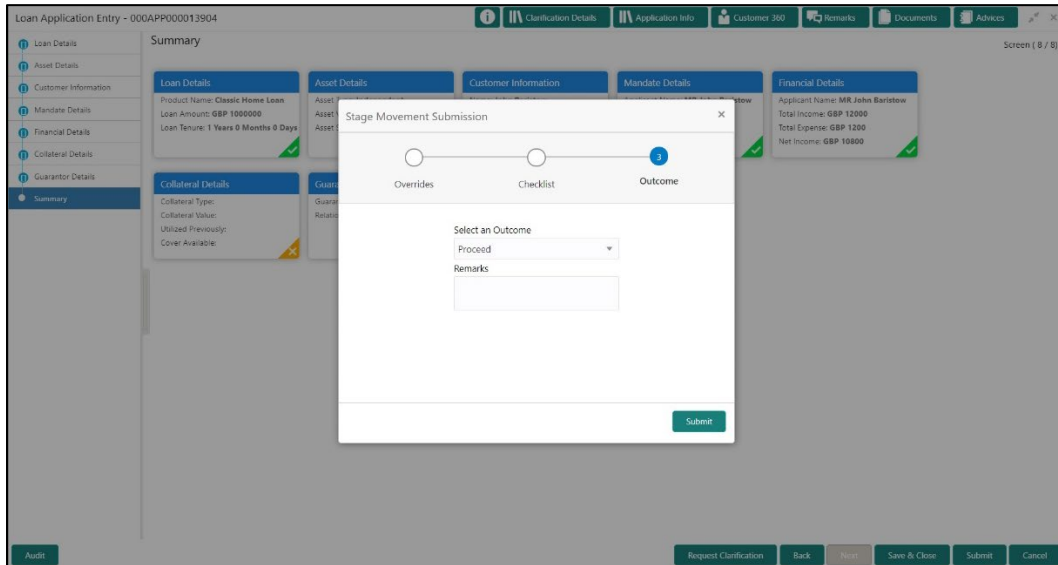 Loan Application Entry - 000APP000013904
Clarification Details
Application Info
Customer 360
Remarks
Documents
Advices
Loan Details
Asset Details
Customer Information
Mandate Details
Financial Details
Collateral Details
Guarantor Details
Summary
Summary
Screen ( 8 / 8)
Loan Details
Product Name: Classic Home Loan
Loan Amount: GBP 1000000
Loan Tenure: 1 Years 0 Months 0 Days
Asset Details
Asset
Asset
Asset
Customer Information
Mandate Details
Financial Details
Applicant Name: MR John Baristow
Total Income: GBP 12000
Total Expense: GBP 1200
Net Income: GBP 10800
Collateral Details
Collateral Type:
Collateral Value:
Utilized Previously:
Cover Available:
Stage Movement Submission
3
Overrides
Checklist
Outcome
Select an Outcome
Proceed
Remarks
Submit
Audit
Request Clarification
Back
Next
Save & Close
Submit
Cancel